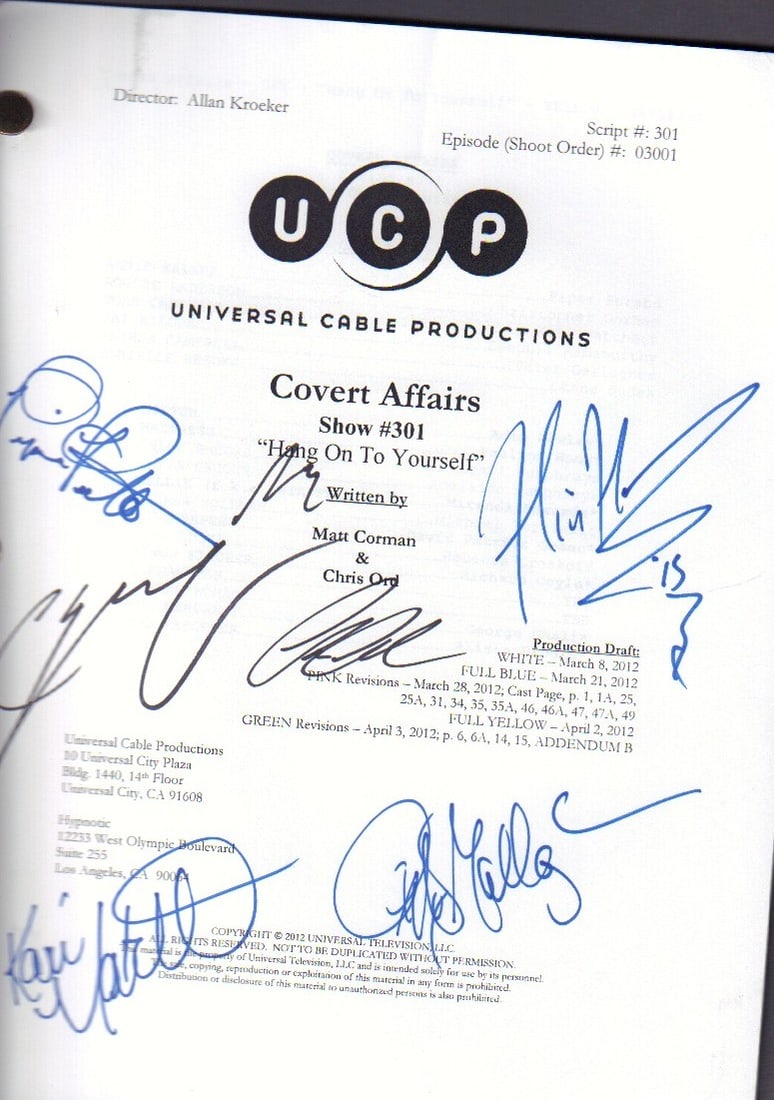 Director: Allan Kroeker
Script #: 301
Episode (Shoot Order) #: 03001
UCP
UNIVERSAL CABLE PRODUCTIONS
Covert Affairs
Show #301
“Hang On To Yourself”
Written by
Matt Corman
&
Chris Ord
'15
Production Draft:
WHITE – March 8, 2012
FULL BLUE – March 21, 2012
PINK Revisions – March 28, 2012; Cast Page, p. 1, 1A, 25,
25A, 31, 34, 35, 35A, 46, 46A, 47, 47A, 49
FULL YELLOW – April 2, 2012
GREEN Revisions – April 3, 2012; p. 6, 6A, 14, 15, ADDENDUM B
Universal Cable Productions
10 Universal City Plaza
Bldg. 1440, 14th Floor
Universal City, CA 91608
Hypnotic
12233 West Olympic Boulevard
Suite 255
Los Angeles, CA 90064
Kari
COPYRIGHT © 2012 UNIVERSAL TELEVISION, LLC.
ALL RIGHTS RESERVED. NOT TO BE DUPLICATED WITHOUT PERMISSION.
This material is the property of Universal Television, LLC and is intended solely for use by its personnel.
The sale, copying, reproduction or exploitation of this material in any form is prohibited.
Distribution or disclosure of this material to unauthorized persons is also prohibited.